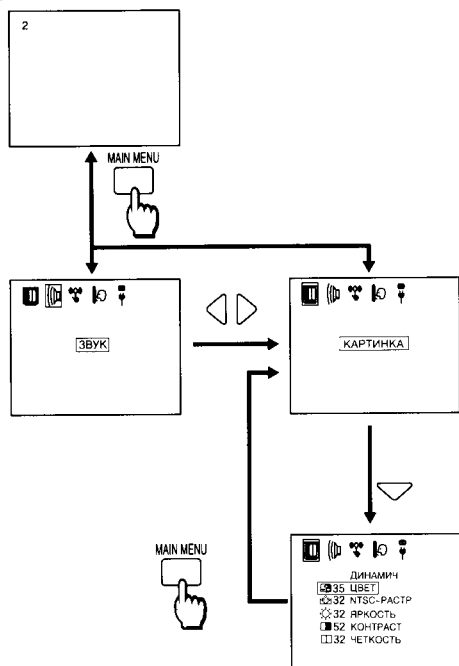 2
MAIN MENU
ЗВУК
КАРТИНКА
MAIN MENU
ДИНАМИЧ
35 ЦВЕТ
32 NTSC-РАСТР
32 ЯРКОСТЬ
52 КОНТРАСТ
32 ЧЕТКОСТЬ